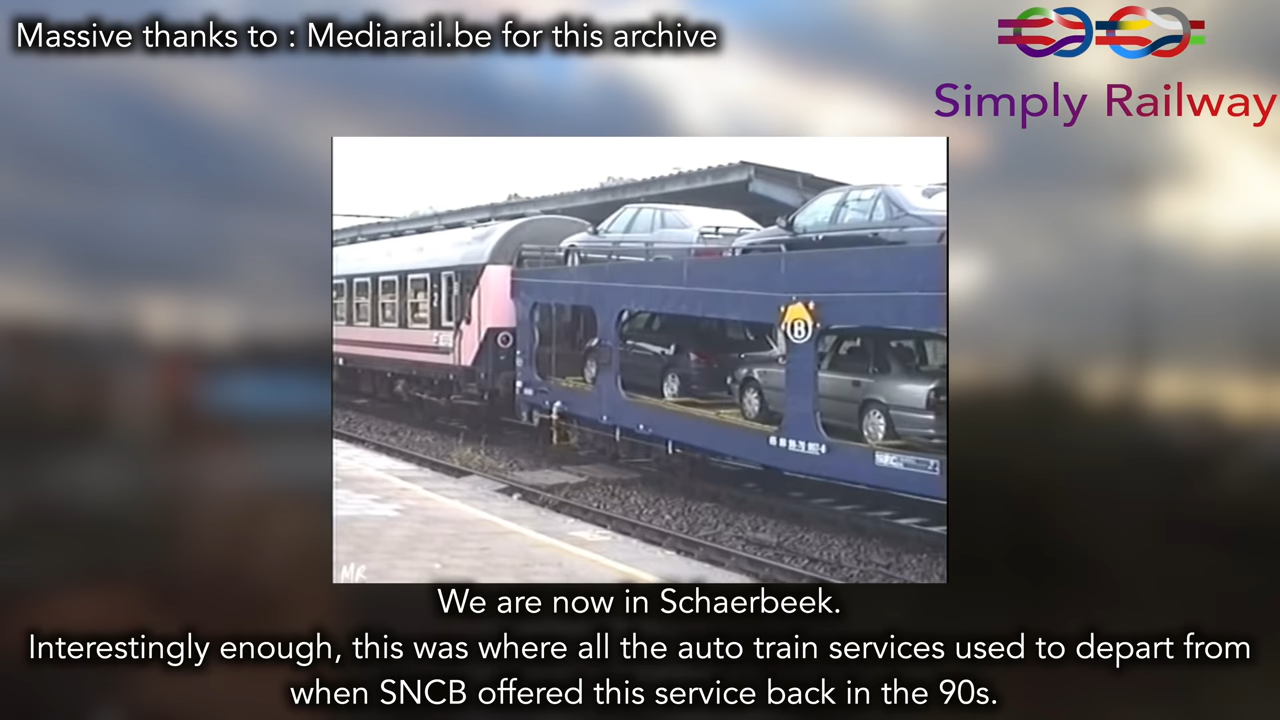 Massive thanks to : Mediarail.be for this archive
Simply Railway
2
B
MR
We are now in Schaerbeek.
Interestingly enough, this was where all the auto train services used to depart from
when SNCB offered this service back in the 90s.